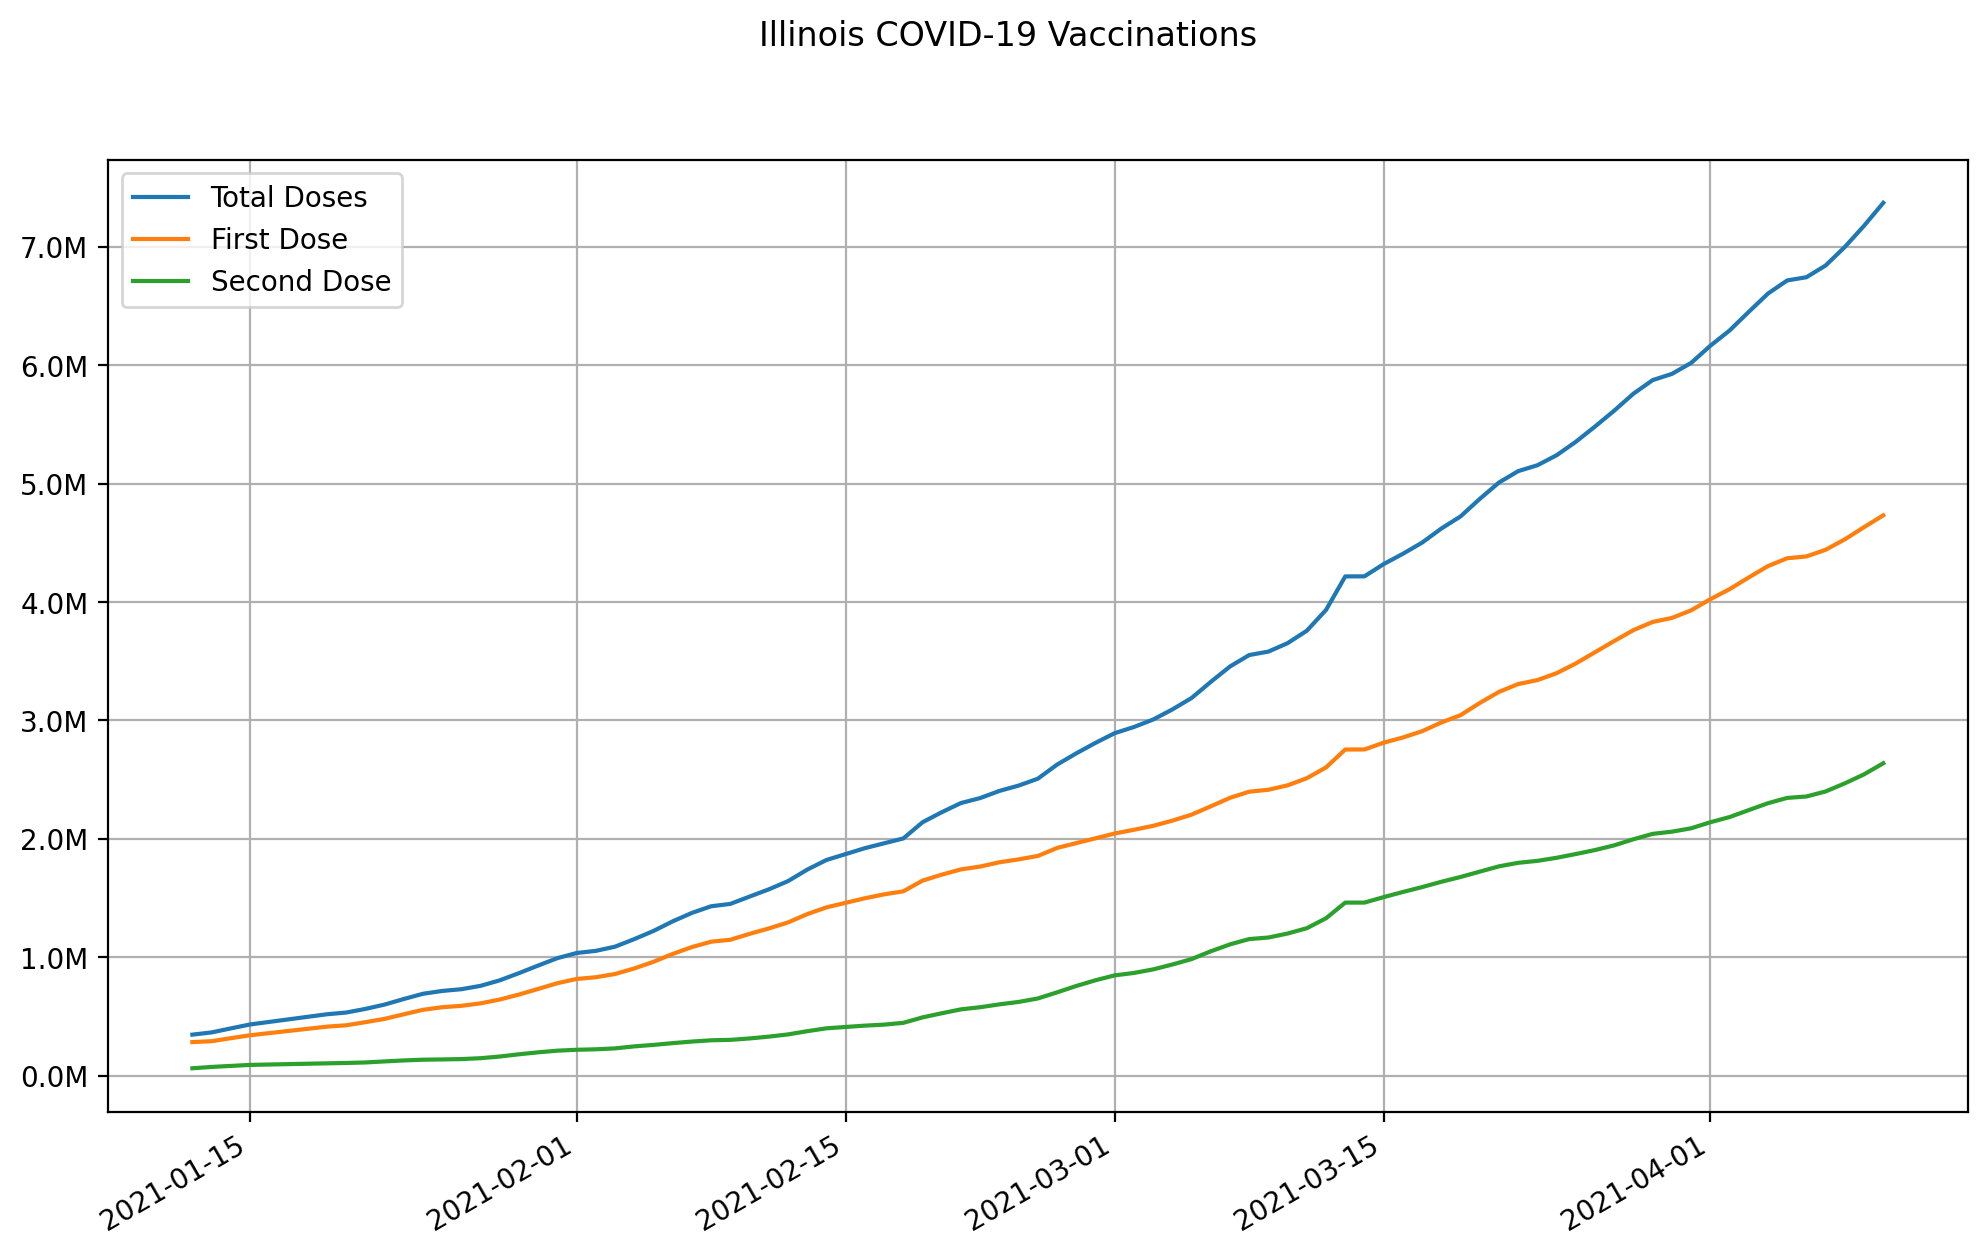 Illinois COVID-19 Vaccinations
Total Doses
First Dose
Second Dose
7.0M
6.0M
5.0M
4.0M
3.0M
2.0M
1.0M
0.0M
2021-01-15
2021-02-01
2021-02-15
2021-03-01
2021-03-15
2021-04-01